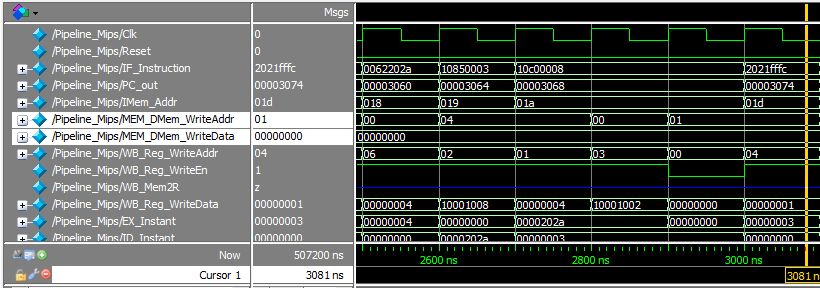 Msgs
/Pipeline_Mips/Clk 0
/Pipeline_Mips/Reset 0
/Pipeline_Mips/IF_Instruction 2021fffc 0062202a 10850003 10c00008 2021fffc
/Pipeline_Mips/PC_out 00003074 00003060 00003064 00003068 00003074
/Pipeline_Mips/IMem_Addr 01d 018 019 01a 01d
/Pipeline_Mips/MEM_DMem_WriteAddr 01 00 04 00 01
/Pipeline_Mips/MEM_DMem_WriteData 00000000 00000000
/Pipeline_Mips/WB_Reg_WriteAddr 04 06 02 01 03 00 04
/Pipeline_Mips/WB_Reg_WriteEn 1
/Pipeline_Mips/WB_Mem2R z
/Pipeline_Mips/WB_Reg_WriteData 00000001 00000004 10001008 00000004 10001002 00000000 00000001
/Pipeline_Mips/EX_Instant 00000003 00000004 00000000 0000202a 00000000 00000003
/Pipeline_Mips/ID_Instant 00000000 00000000 0000202a 00000003 00000000
Now 507200 ns 2600 ns 2800 ns 3000 ns
Cursor 1 3081 ns 3081 ns